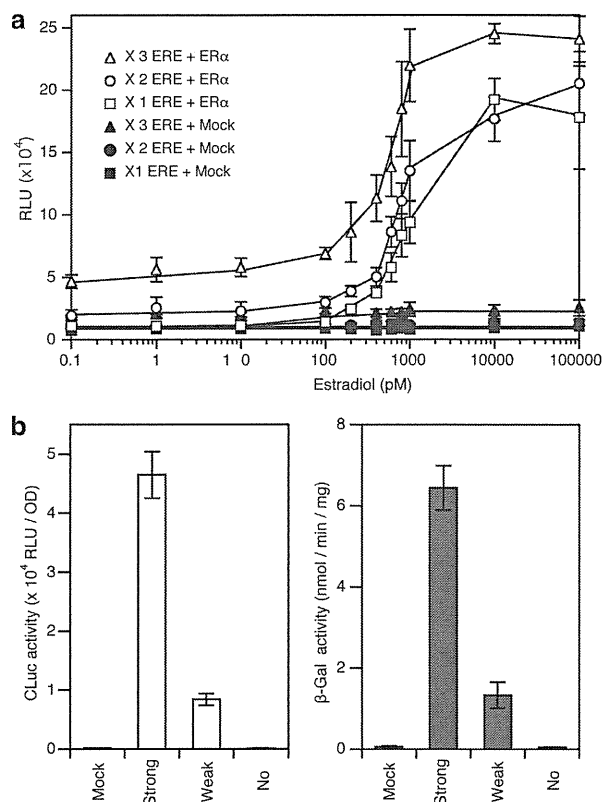 a
X 3 ERE + ERα
X 2 ERE + ERα
X 1 ERE + ERα
X 3 ERE + Mock
X 2 ERE + Mock
X1 ERE + Mock
RLU (x10⁴)
25
20
15
10
5
0
0.1 1 1 0 100 1000 10000 100000
Estradiol (pM)
b
CLuc activity (x 10⁴ RLU / OD)
5
4
3
2
1
0
Mock Strong Weak No
β-Gal activity (nmol / min / mg)
8
6
4
2
0
Mock Strong Weak No